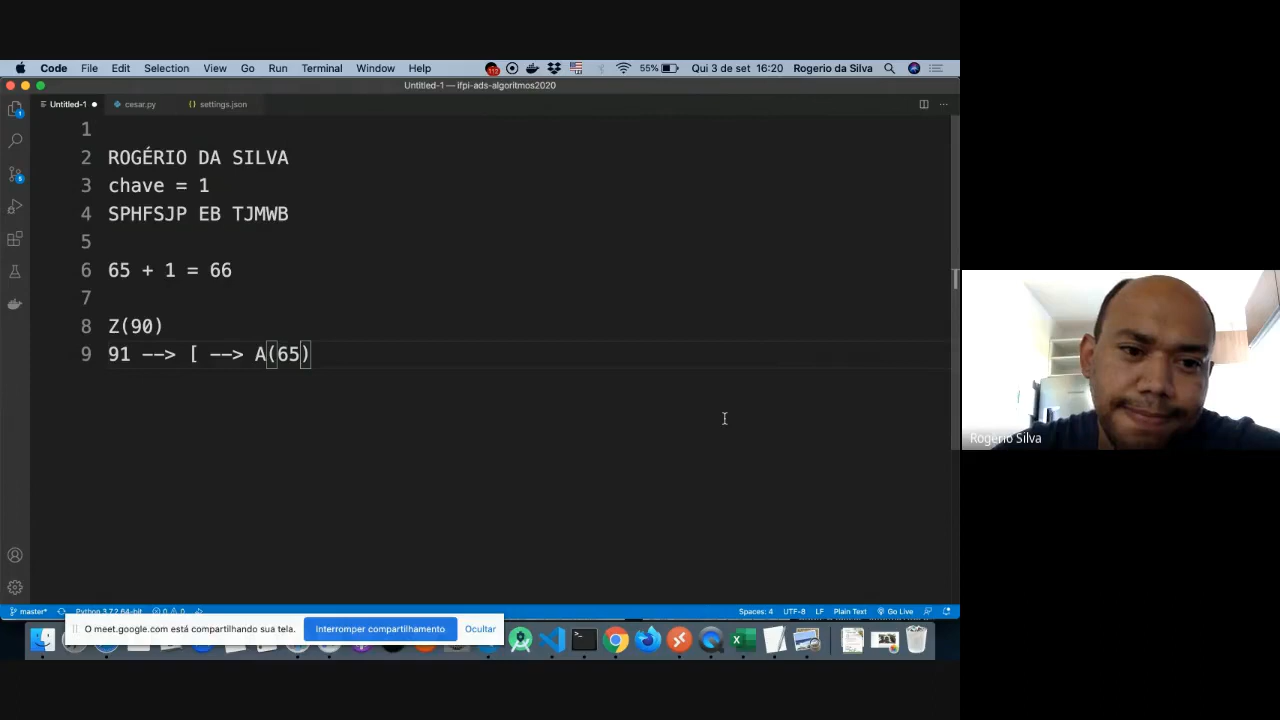 Code File Edit Selection View Go Run Terminal Window Help 112 55% Qui 3 de set 16:20 Rogerio da Silva
Untitled-1 — ifpi-ads-algoritmos2020
Untitled-1 cesar.py {} settings.json
1
2 ROGÉRIO DA SILVA
3 chave = 1
4 SPHFSJP EB TJMWB
5
6 65 + 1 = 66
7
8 Z(90)
9 91 --> [ --> A(65)
Rogério Silva
master* Python 3.7.2 64-bit 0 0 Spaces: 4 UTF-8 LF Plain Text Go Live
O meet.google.com está compartilhando sua tela. Interromper compartilhamento Ocultar